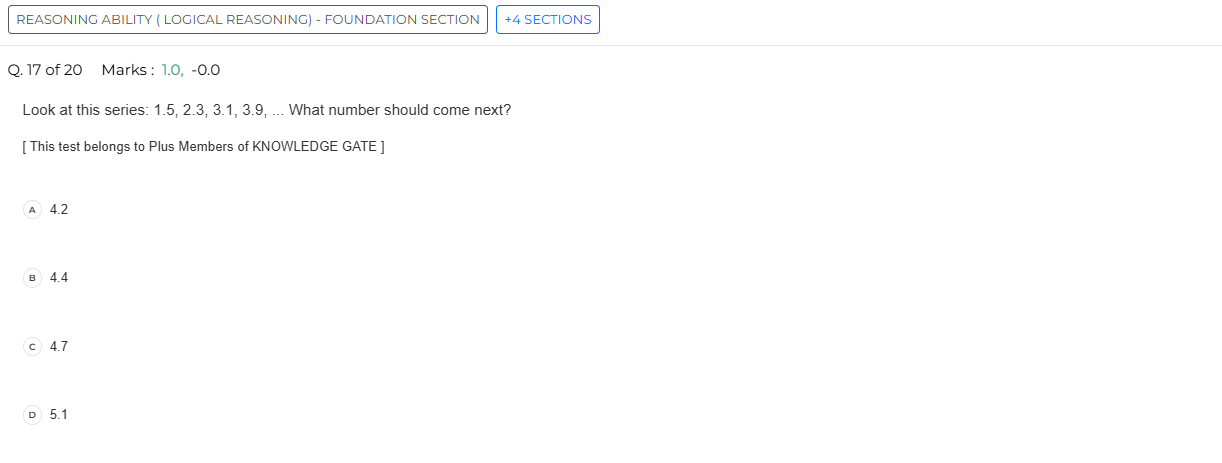 REASONING ABILITY ( LOGICAL REASONING) - FOUNDATION SECTION +4 SECTIONS
Q. 17 of 20 Marks : 1.0, -0.0
Look at this series: 1.5, 2.3, 3.1, 3.9, ... What number should come next?
[ This test belongs to Plus Members of KNOWLEDGE GATE ]
A 4.2
B 4.4
C 4.7
D 5.1